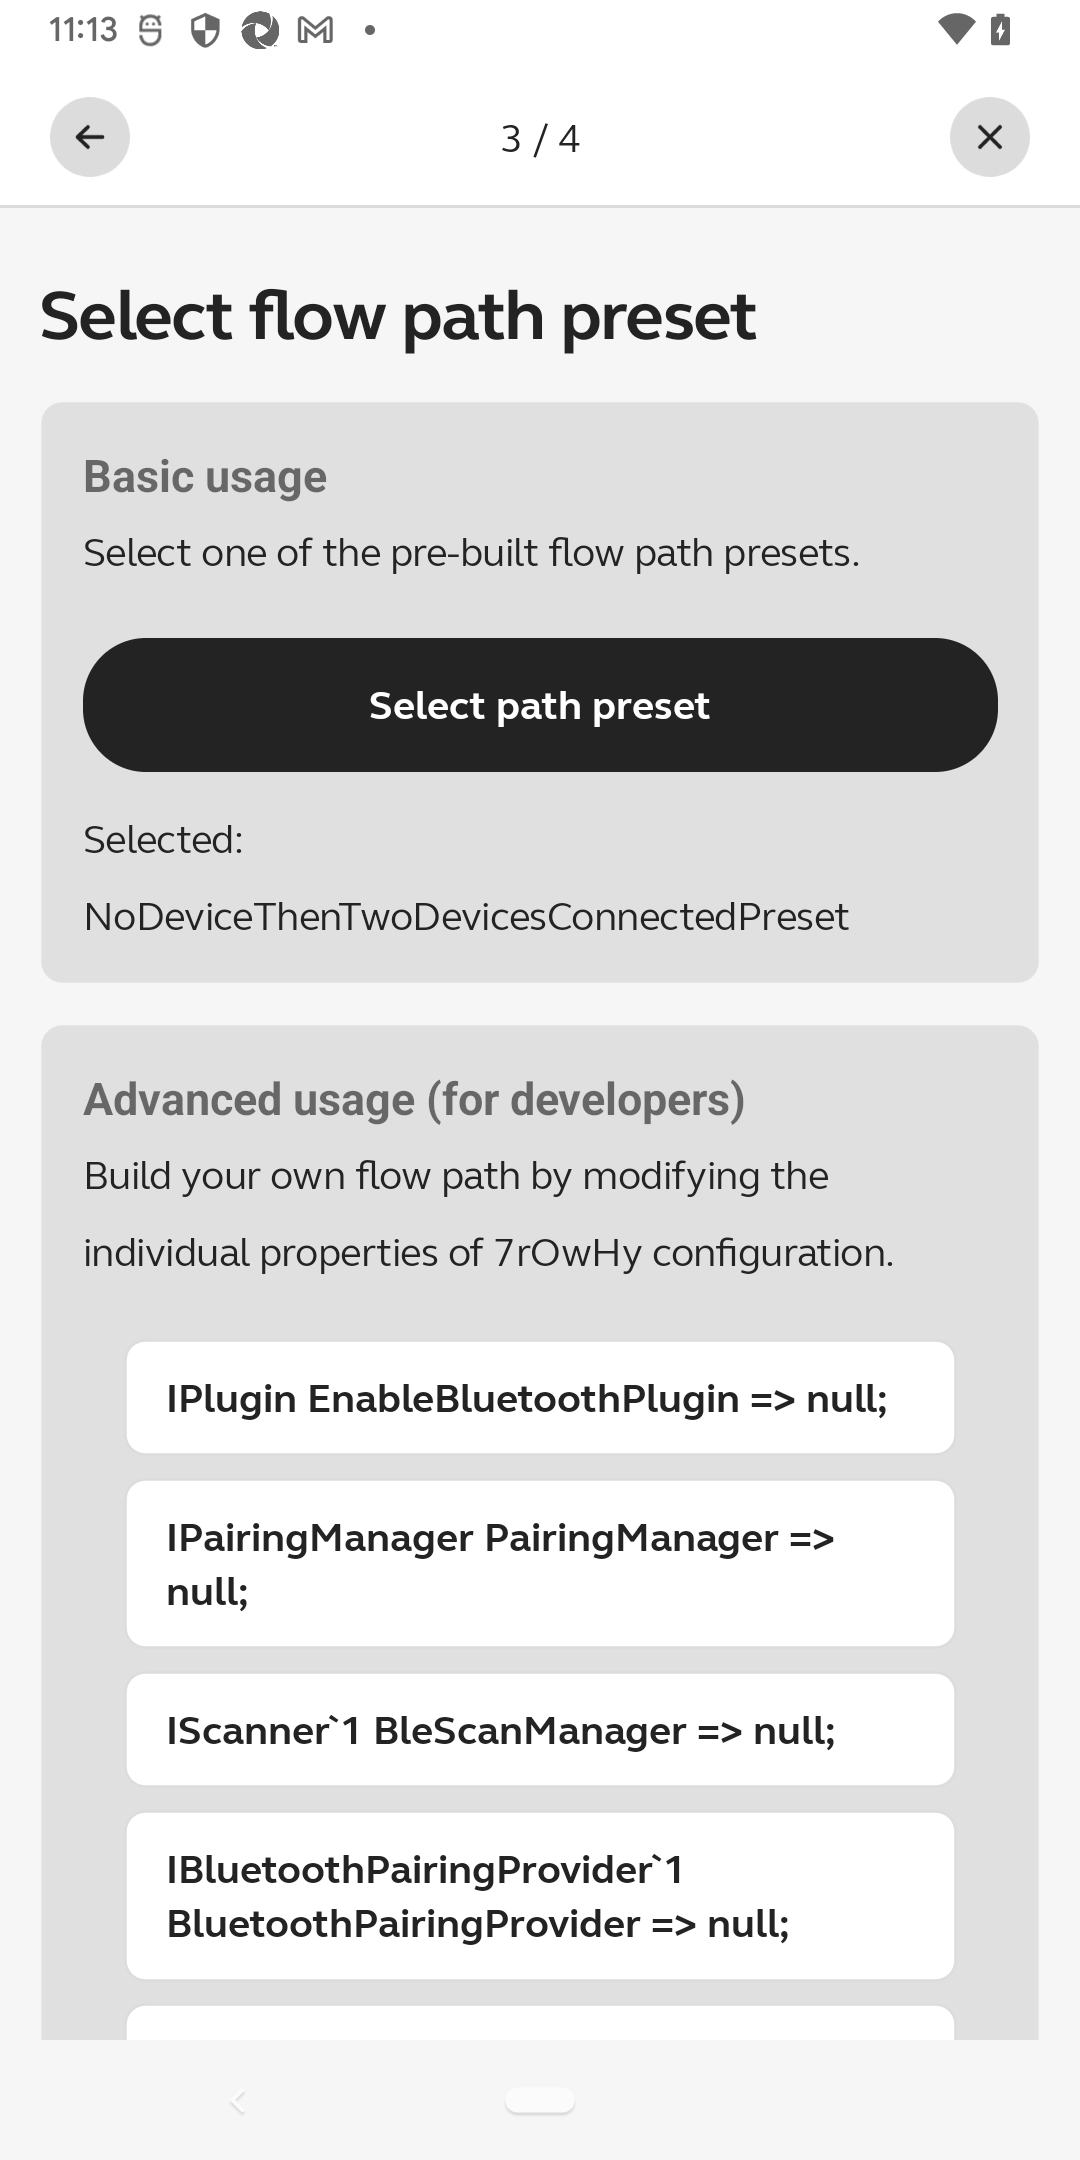 11:13
3 / 4
Select flow path preset
Basic usage
Select one of the pre-built flow path presets.
Select path preset
Selected:
NoDeviceThenTwoDevicesConnectedPreset
Advanced usage (for developers)
Build your own flow path by modifying the
individual properties of 7rOwHy configuration.
IPlugin EnableBluetoothPlugin => null;
IPairingManager PairingManager =>
null;
IScanner`1 BleScanManager => null;
IBluetoothPairingProvider`1
BluetoothPairingProvider => null;